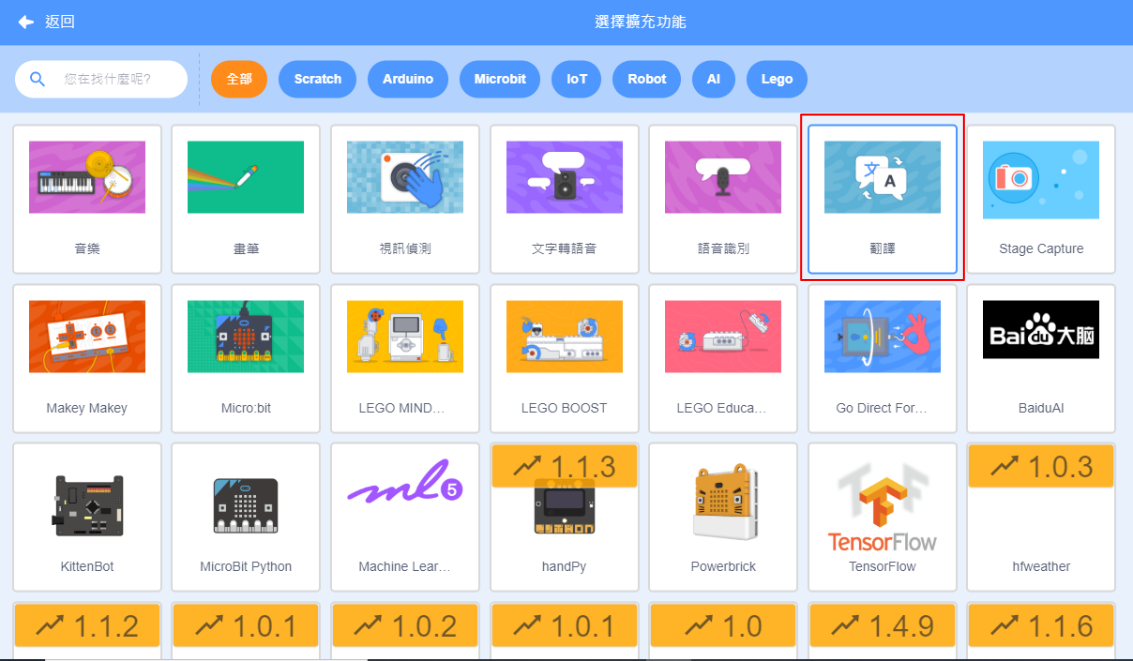 返回
選擇擴充功能
您在找什麼呢?
全部
Scratch
Arduino
Microbit
IoT
Robot
AI
Lego
文
A
音樂
畫筆
視訊偵測
文字轉語音
語音識別
翻譯
Stage Capture
Bai du 大脑
Makey Makey
Micro:bit
LEGO MIND...
LEGO BOOST
LEGO Educa...
Go Direct For...
BaiduAI
ml5
1.1.3
TensorFlow
1.0.3
KittenBot
MicroBit Python
Machine Lear...
handPy
Powerbrick
TensorFlow
hfweather
1.1.2
1.0.1
1.0.2
1.0.1
1.0
1.4.9
1.1.6